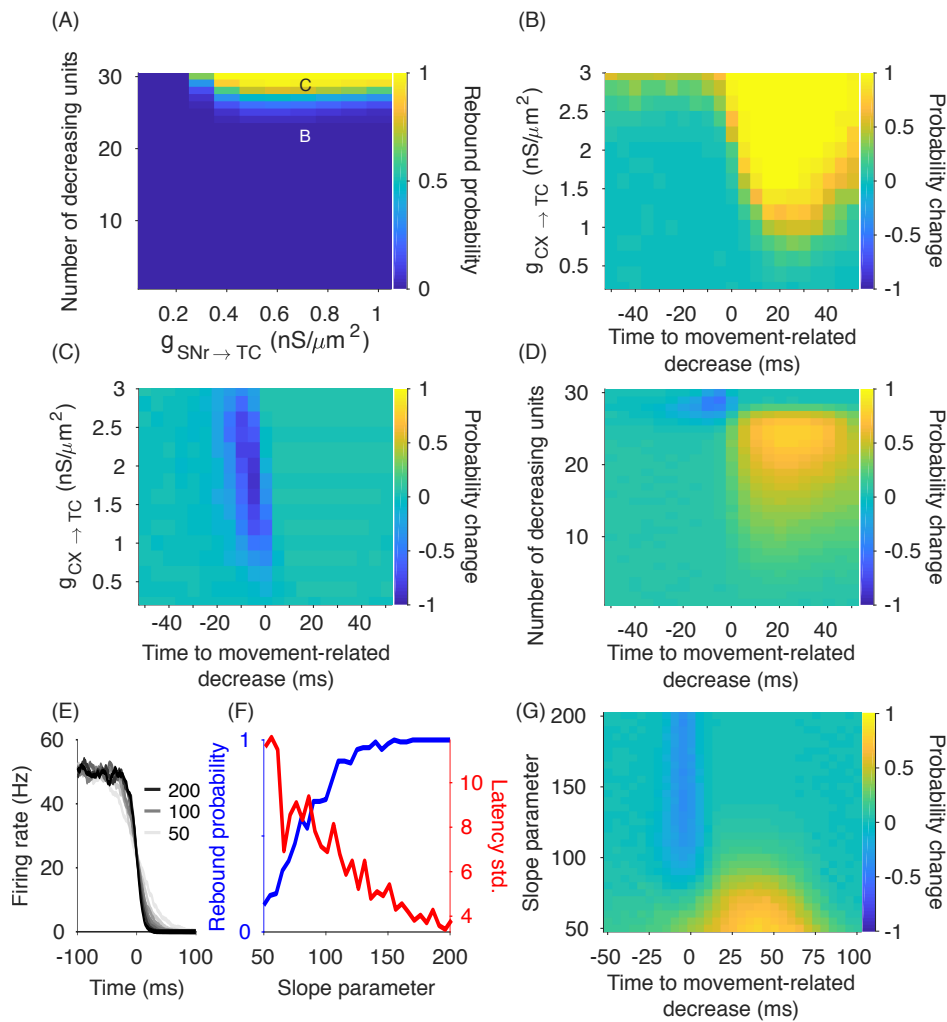 (A)
Number of decreasing units
30
20
10
0.2 0.4 0.6 0.8 1
g SNr → TC (nS/μm²)
C
B
1
0.5
0
Rebound probability
(B)
g CX → TC (nS/μm²)
3
2.5
2
1.5
1
0.5
-40 -20 0 20 40
Time to movement-related
decrease (ms)
1
0.5
0
-0.5
-1
Probability change
(C)
g CX → TC (nS/μm²)
3
2.5
2
1.5
1
0.5
-40 -20 0 20 40
Time to movement-related
decrease (ms)
1
0.5
0
-0.5
-1
Probability change
(D)
Number of decreasing units
30
20
10
-40 -20 0 20 40
Time to movement-related
decrease (ms)
1
0.5
0
-0.5
-1
Probability change
(E)
Firing rate (Hz)
60
40
20
0
-100 0 100
Time (ms)
200
100
50
(F)
Rebound probability
1
0
50 100 150 200
Slope parameter
10
8
6
4
Latency std.
(G)
Slope parameter
200
150
100
50
-50 -25 0 25 50 75 100
Time to movement-related
decrease (ms)
1
0.5
0
-0.5
-1
Probability change